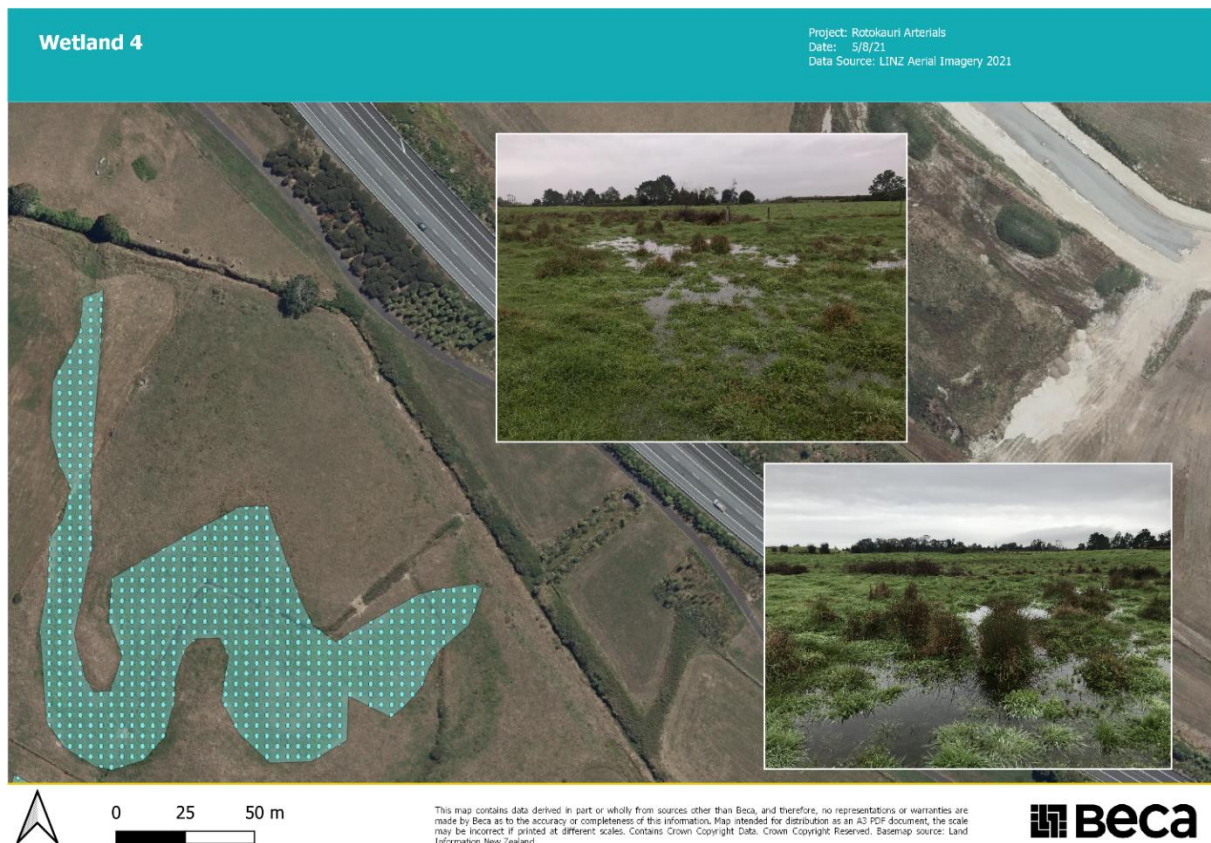 Wetland 4
Project: Rotokauri Arterials
Date: 5/8/21
Data Source: LINZ Aerial Imagery 2021
0 25 50 m
This map contains data derived in part or wholly from sources other than Beca, and therefore, no representations or warranties are
made by Beca as to the accuracy or completeness of this information. Map intended for distribution as an A3 PDF document, the scale
may be incorrect if printed at different scales. Contains Crown Copyright Data. Crown Copyright Reserved. Basemap source: Land
Information New Zealand
Beca